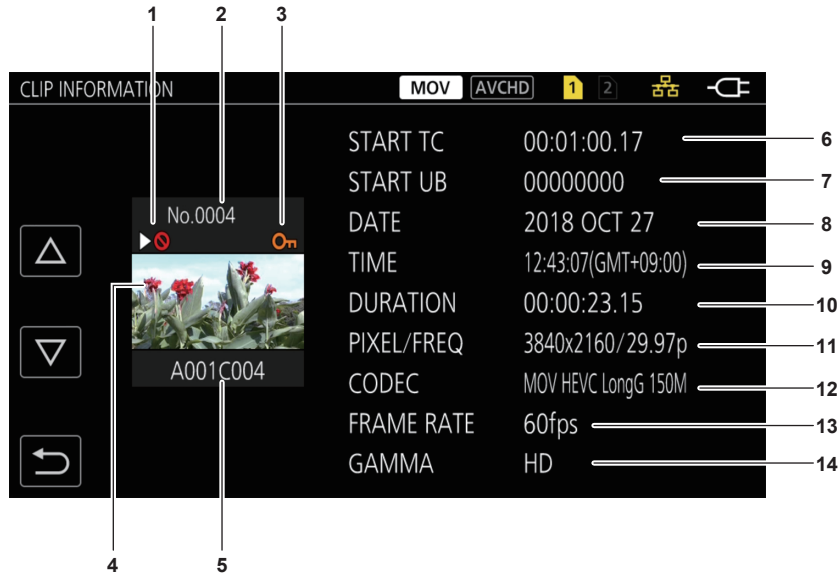 1 2 3
CLIP INFORMATION MOV AVCHD 1 2
START TC 00:01:00.17 6
START UB 00000000 7
No.0004
DATE 2018 OCT 27 8
TIME 12:43:07(GMT+09:00) 9
DURATION 00:00:23.15 10
PIXEL/FREQ 3840x2160/29.97p 11
A001C004
CODEC MOV HEVC LongG 150M 12
FRAME RATE 60fps 13
GAMMA HD 14
4 5